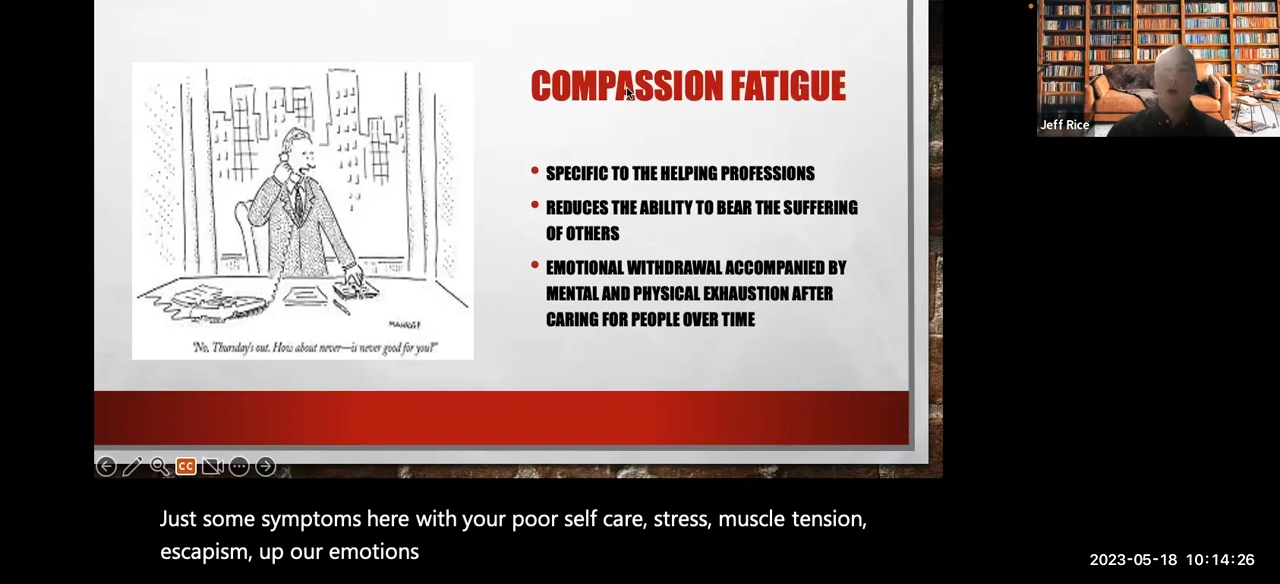 COMPASSION FATIGUE
SPECIFIC TO THE HELPING PROFESSIONS
REDUCES THE ABILITY TO BEAR THE SUFFERING
OF OTHERS
EMOTIONAL WITHDRAWAL ACCOMPANIED BY
MENTAL AND PHYSICAL EXHAUSTION AFTER
CARING FOR PEOPLE OVER TIME
"No, Thursday's out. How about never—is never good for you?"
Jeff Rice
CC
Just some symptoms here with your poor self care, stress, muscle tension,
escapism, up our emotions
2023-05-18 10:14:26